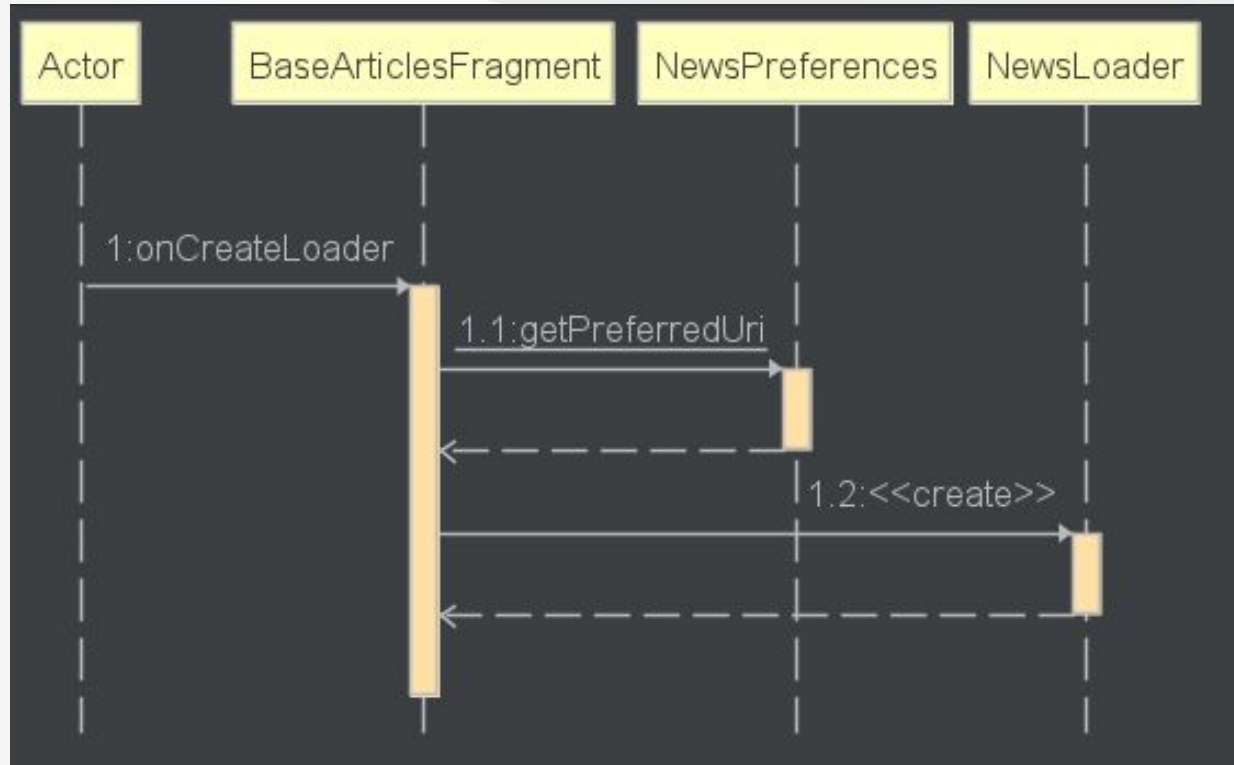 Actor
BaseArticlesFragment
NewsPreferences
NewsLoader
1:onCreateLoader
1.1:getPreferredUri
1.2:<<create>>